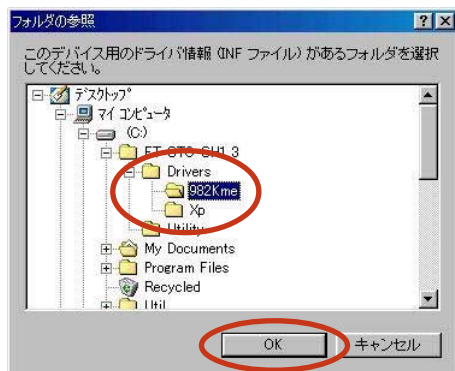 フォルダの参照
このデバイス用のドライバ情報 (INF ファイル) があるフォルダを選択
してください。
デスクトップ
マイ コンピュータ
(C:)
Drivers
982Kme
Xp
Utility
My Documents
Program Files
Recycled
Util
OK
キャンセル